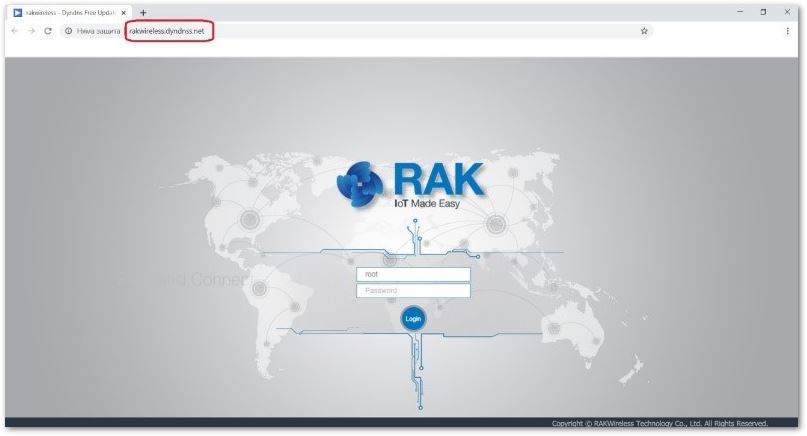 rakwireless - Dyndns Free Updat
Няма защита
rakwireless.dyndnss.net
RAK
IoT Made Easy
nd Connec
root
Password
Login
Copyright © RAKWireless Technology Co., Ltd. All Rights Reserved.